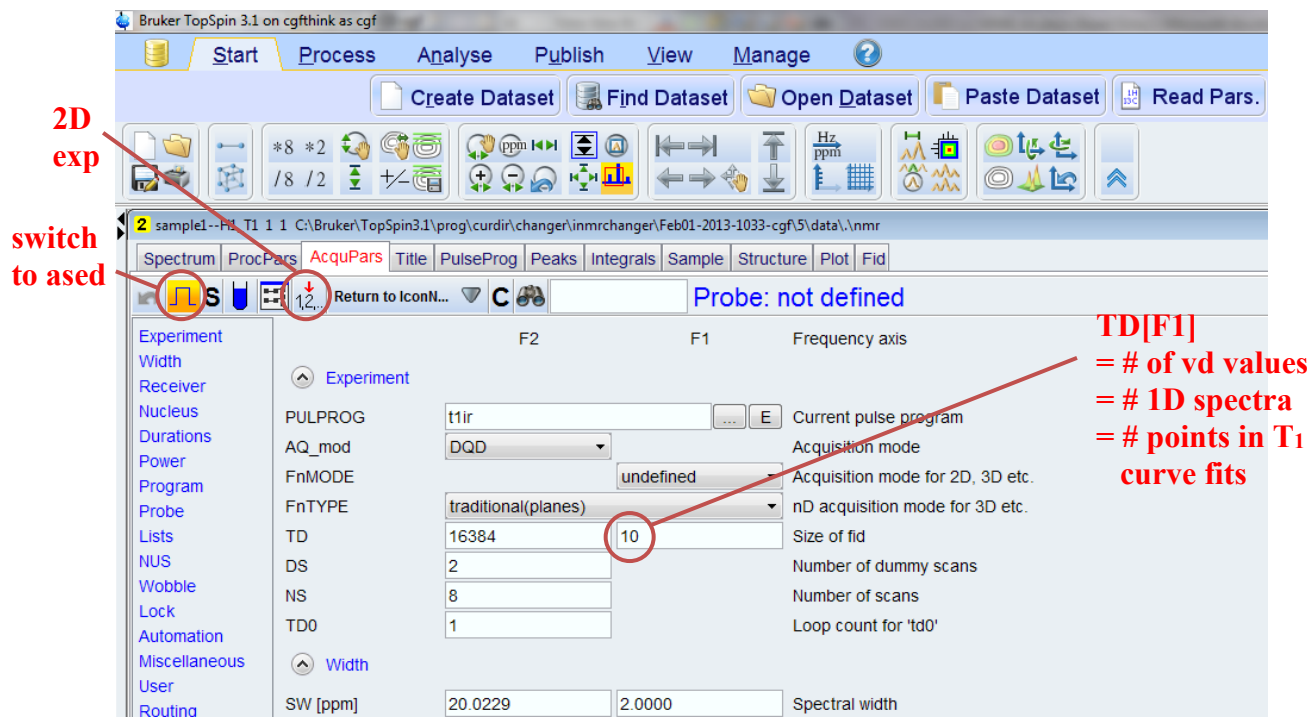 Bruker TopSpin 3.1 on cgfthink as cgf
Start Process Analyse Publish View Manage ?
Create Dataset Find Dataset Open Dataset Paste Dataset 1H 13C Read Pars.
2D
exp
*8 *2 ppm Hz ppm
/8 /2 +/-
2 sample1--H1_T1 1 1 C:\Bruker\TopSpin3.1\prog\curdir\changer\inmrchanger\Feb01-2013-1033-cgf\5\data\.\nmr
switch
to ased
Spectrum ProcPars AcquPars Title PulseProg Peaks Integrals Sample Structure Plot Fid
S 1,2,... Return to IconN... C Probe: not defined
Experiment
Width
Receiver
Nucleus
Durations
Power
Program
Probe
Lists
NUS
Wobble
Lock
Automation
Miscellaneous
User
Routing
F2 F1 Frequency axis
Experiment
PULPROG t1ir ... E Current pulse program
AQ_mod DQD Acquisition mode
FnMODE undefined Acquisition mode for 2D, 3D etc.
FnTYPE traditional(planes) nD acquisition mode for 3D etc.
TD 16384 10 Size of fid
DS 2 Number of dummy scans
NS 8 Number of scans
TD0 1 Loop count for 'td0'
Width
SW [ppm] 20.0229 2.0000 Spectral width
TD[F1]
= # of vd values
= # 1D spectra
= # points in T1
curve fits